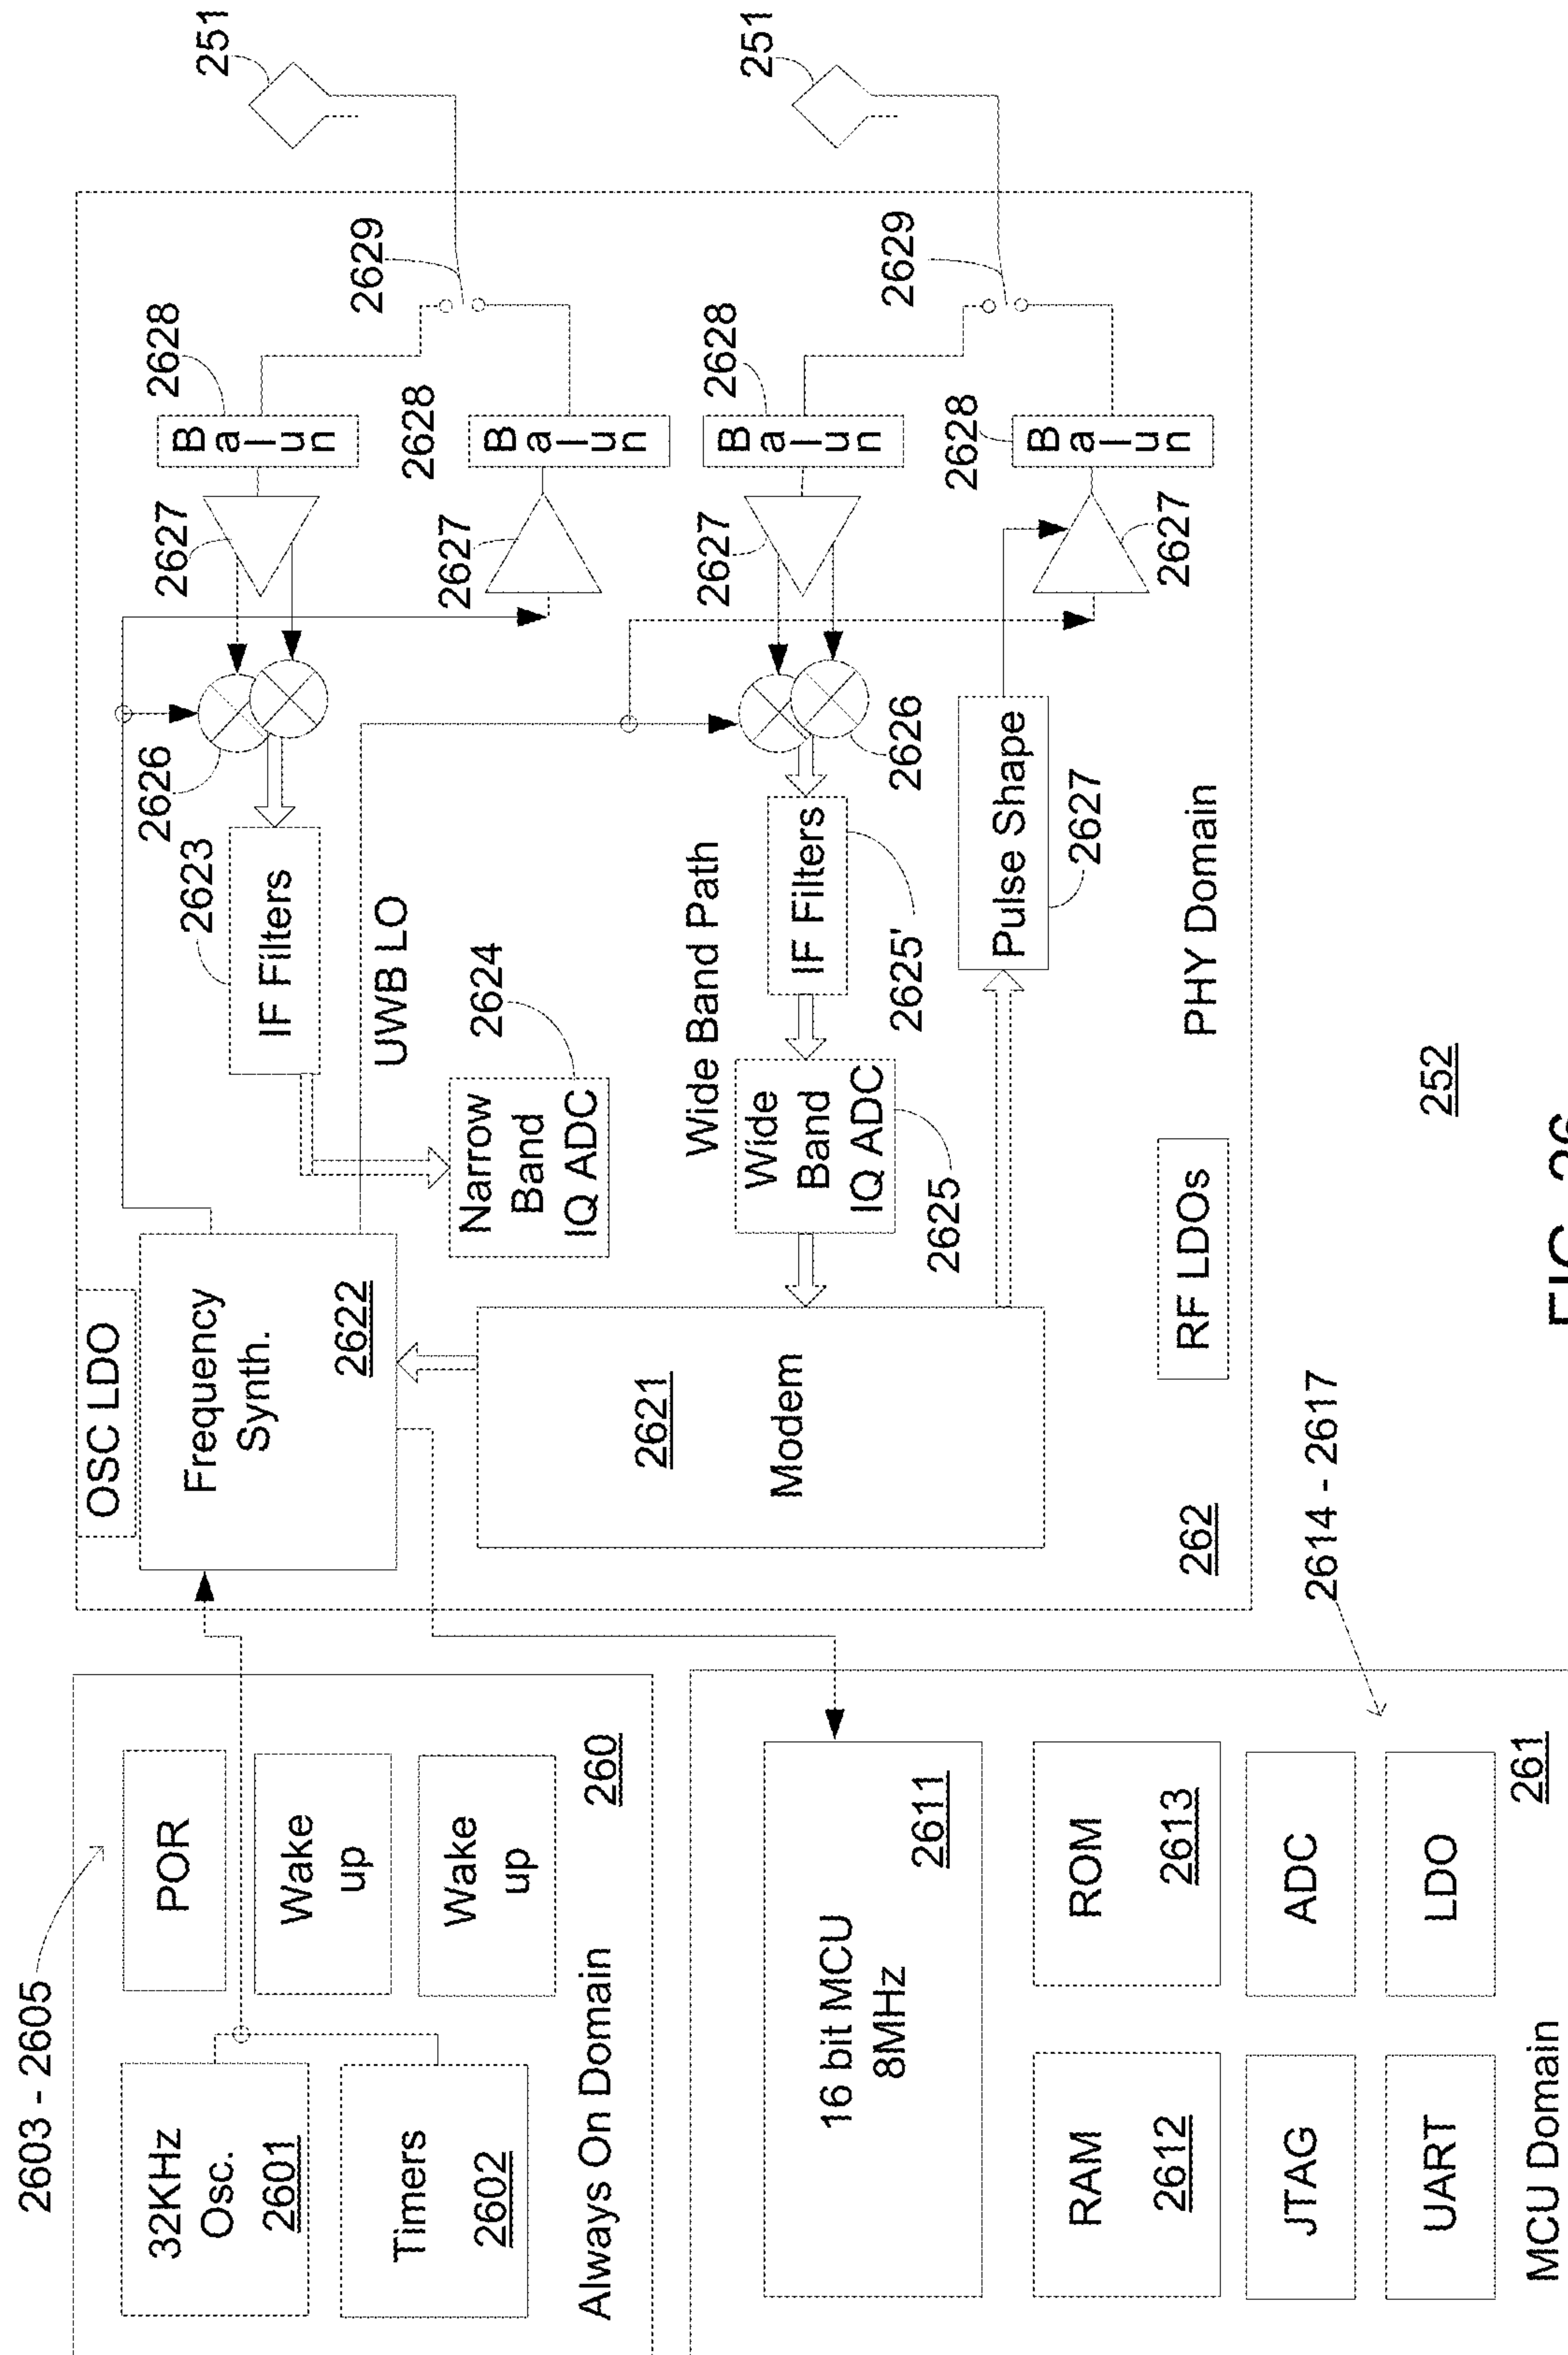 2603 - 2605
32KHz
Osc.
2601
POR
Timers
2602
Wake
up
Wake
up
Always On Domain
260
16 bit MCU
8MHz
2611
RAM
2612
ROM
2613
JTAG
ADC
UART
LDO
MCU Domain
261
2614 - 2617
OSC LDO
Frequency
Synth.
2622
2621
Modem
262
RF LDOs
PHY Domain
UWB LO
Narrow
Band
IQ ADC
2624
IF Filters
2623
2626
2627
Balun
2628
2627
Balun
2628
2629
251
Wide Band Path
Wide
Band
IQ ADC
2625
IF Filters
2625'
2626
2627
Balun
2628
Pulse Shape
2627
2627
Balun
2628
2629
251
252